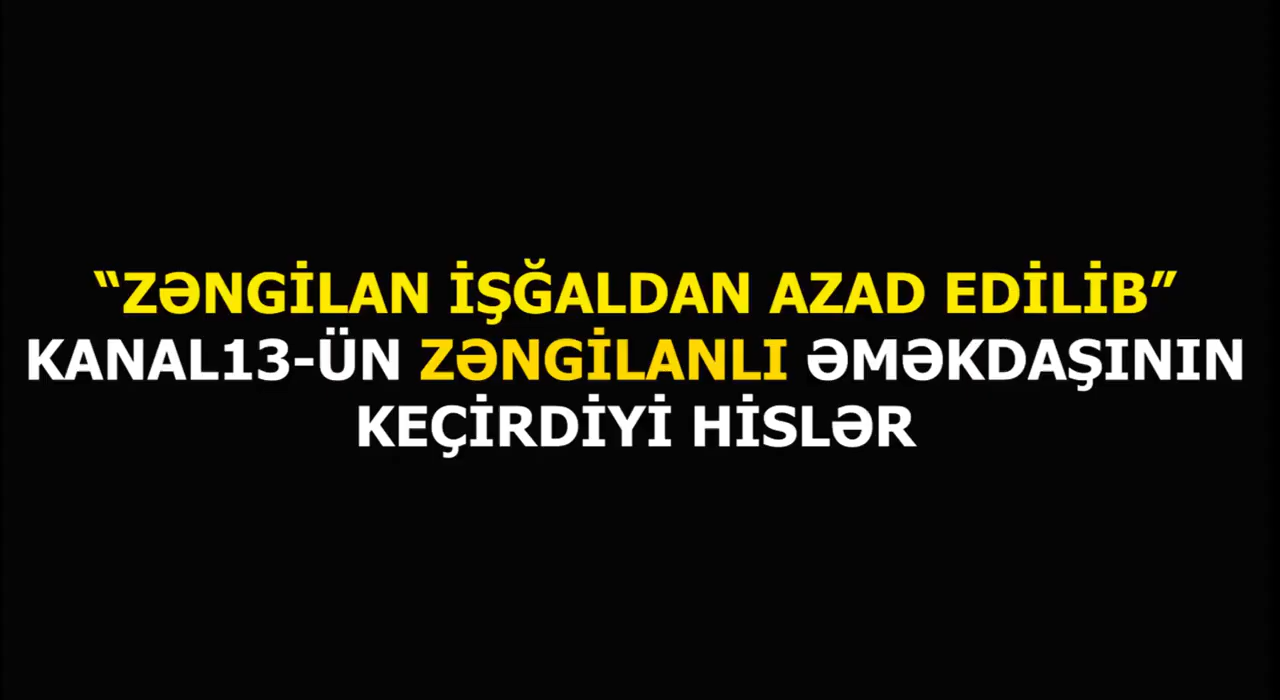 “ZƏNGİLAN İŞĞALDAN AZAD EDİLİB”
KANAL13-ÜN ZƏNGİLANLI ƏMƏKDAŞININ
KEÇİRDİYİ HİSLƏR